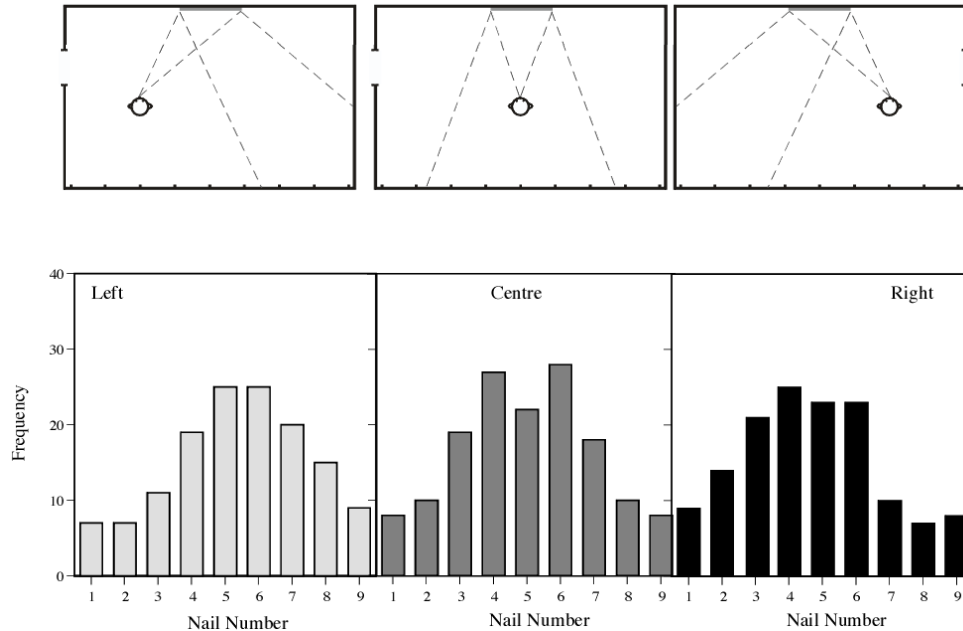 40
30
20
10
0
Frequency
Left
Centre
Right
1 2 3 4 5 6 7 8 9
1 2 3 4 5 6 7 8 9
1 2 3 4 5 6 7 8 9
Nail Number
Nail Number
Nail Number